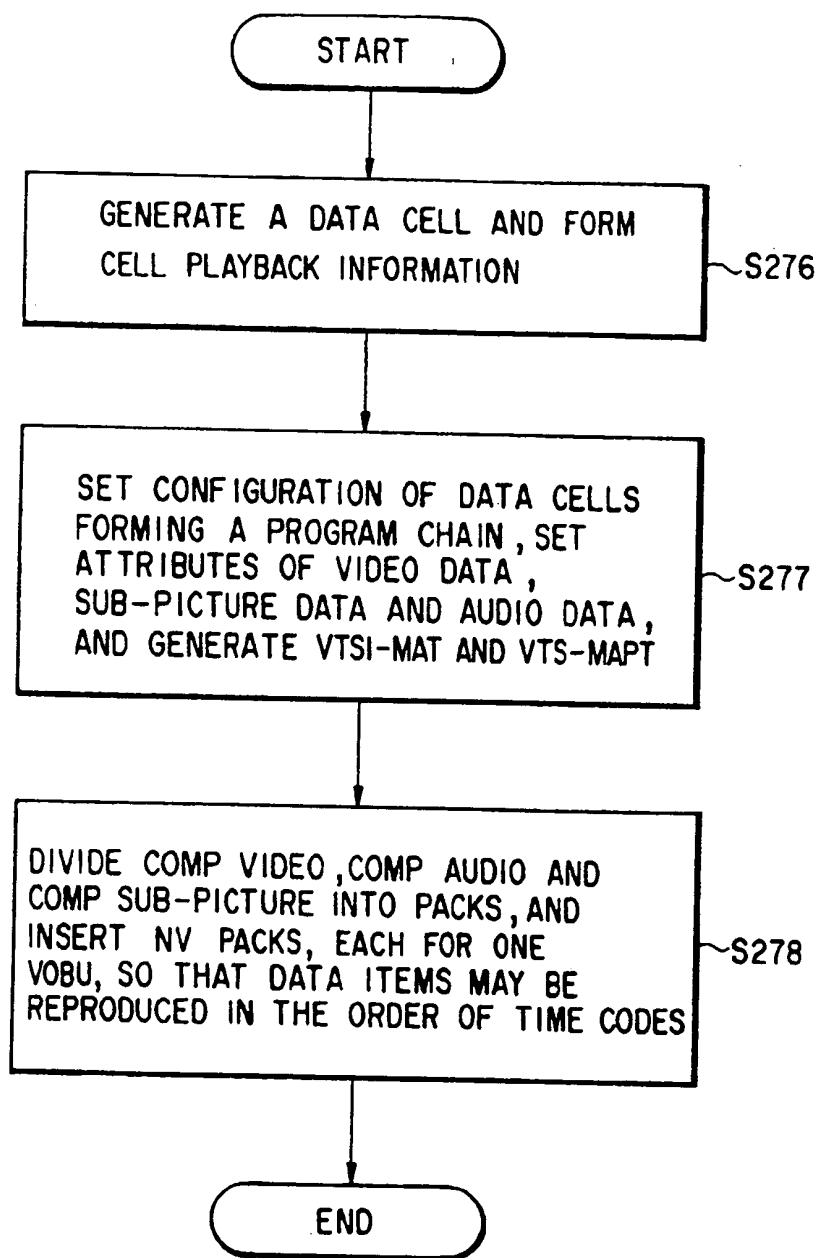 START
GENERATE A DATA CELL AND FORM
CELL PLAYBACK INFORMATION
S276
SET CONFIGURATION OF DATA CELLS
FORMING A PROGRAM CHAIN, SET
ATTRIBUTES OF VIDEO DATA,
SUB-PICTURE DATA AND AUDIO DATA,
AND GENERATE VTSI-MAT AND VTS-MAPT
S277
DIVIDE COMP VIDEO, COMP AUDIO AND
COMP SUB-PICTURE INTO PACKS, AND
INSERT NV PACKS, EACH FOR ONE
VOBU, SO THAT DATA ITEMS MAY BE
REPRODUCED IN THE ORDER OF TIME CODES
S278
END